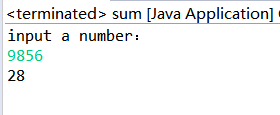 <terminated> sum [Java Application]
input a number：
9856
28